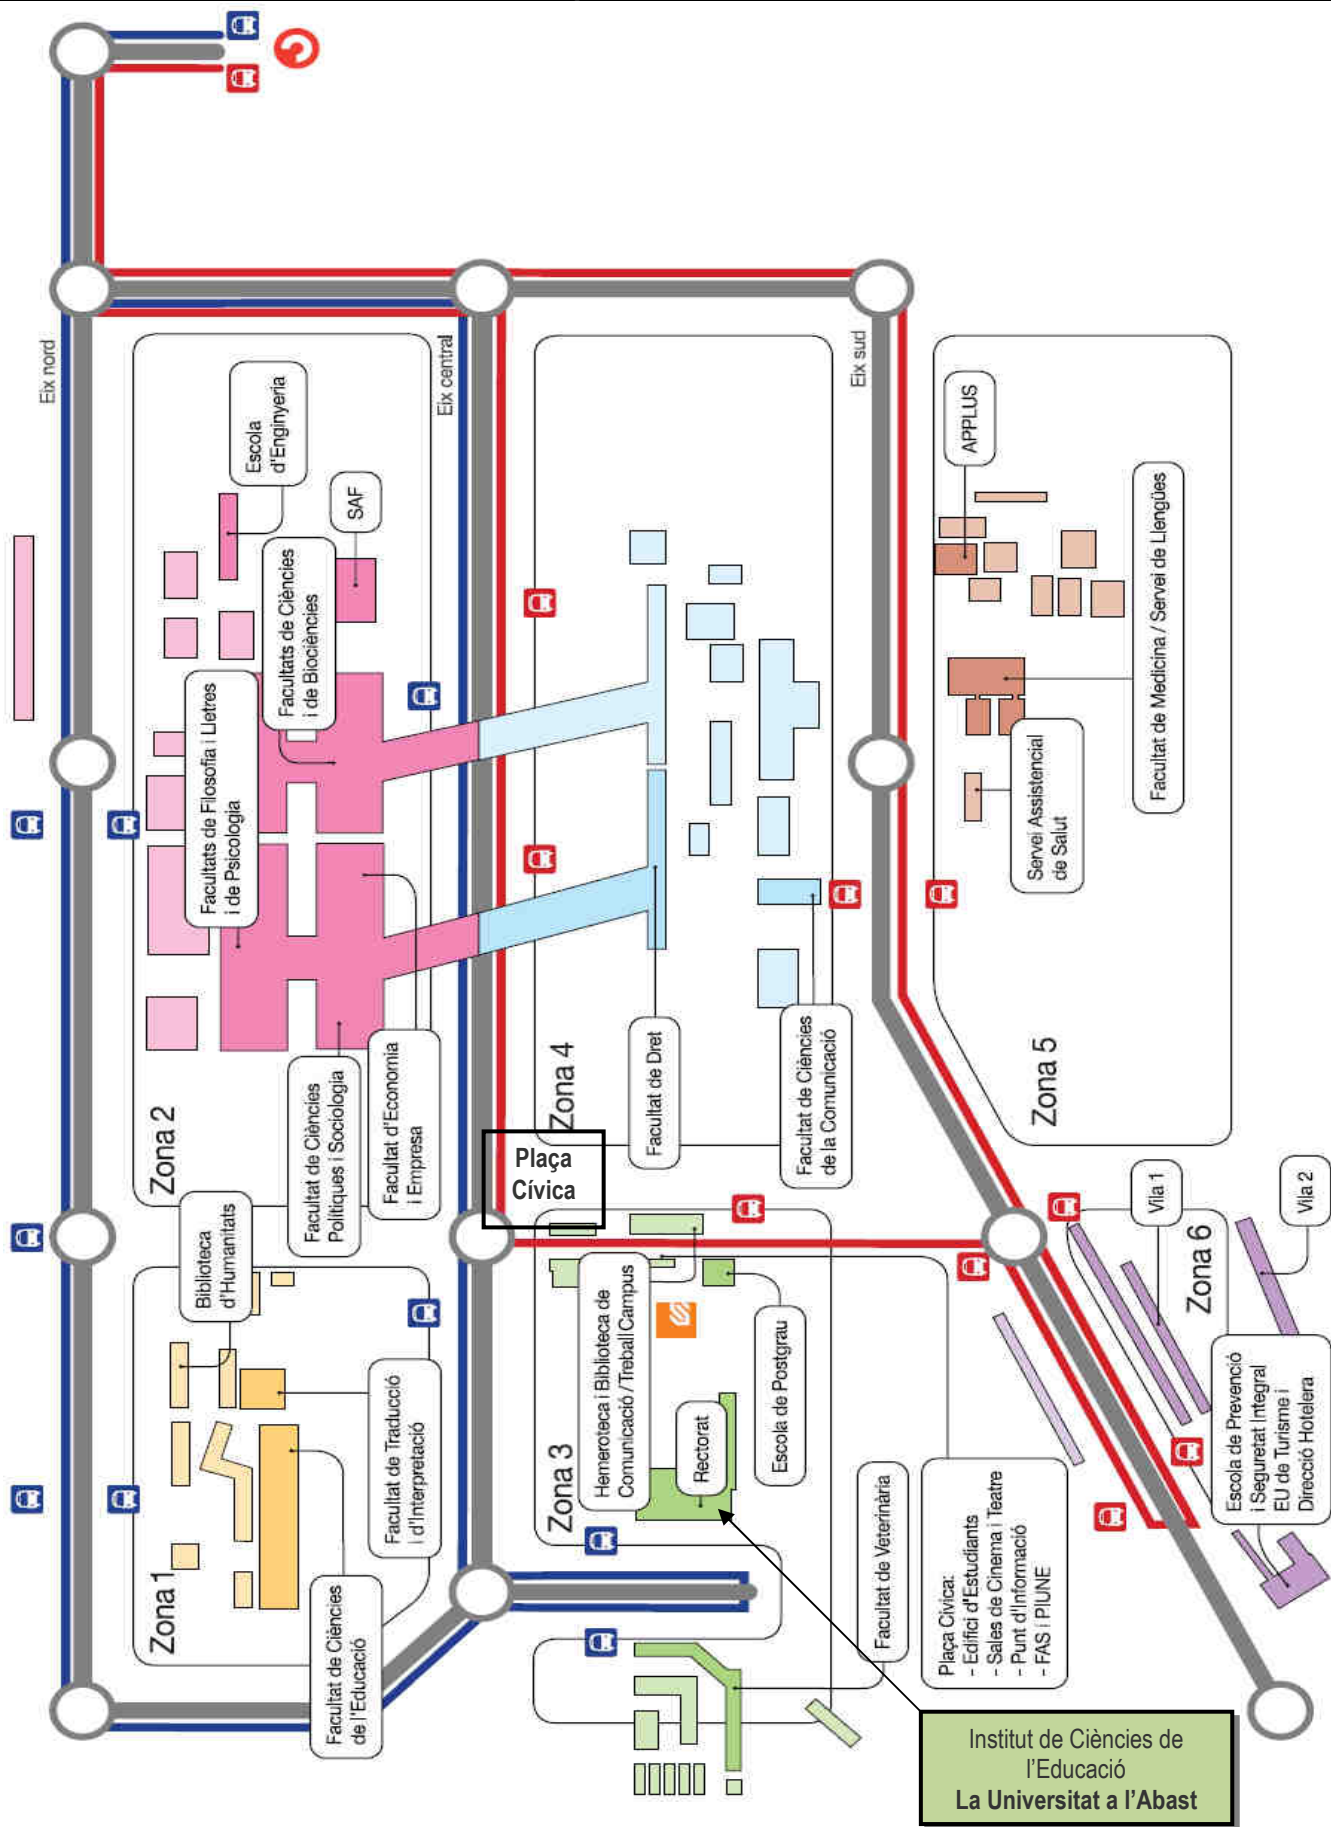 Eix nord
Eix central
Eix sud
Escola
d'Enginyeria
SAF
Facultats de Ciències
i de Biociències
Facultats de Filosofia i Lletres
i de Psicologia
Facultat de Ciències
Polítiques i Sociologia
Facultat d'Economia
i Empresa
Zona 2
Biblioteca
d'Humanitats
Facultat de Traducció
i d'Interpretació
Facultat de Ciències
de l'Educació
Zona 1
Plaça
Cívica
Zona 4
Facultat de Dret
Facultat de Ciències
de la Comunicació
APPLUS
Facultat de Medicina / Servei de Llengües
Servei Assistencial
de Salut
Zona 5
Zona 3
Hemeroteca i Biblioteca de
Comunicació / Treball Campus
Rectorat
Escola de Postgrau
Facultat de Veterinària
Plaça Cívica:
- Edifici d'Estudiants
- Sales de Cinema i Teatre
- Punt d'Informació
- FAS i PIUNE
Vila 1
Vila 2
Zona 6
Escola de Prevenció
i Seguretat Integral
EU de Turisme i
Direcció Hotelera
Institut de Ciències de
l'Educació
La Universitat a l'Abast